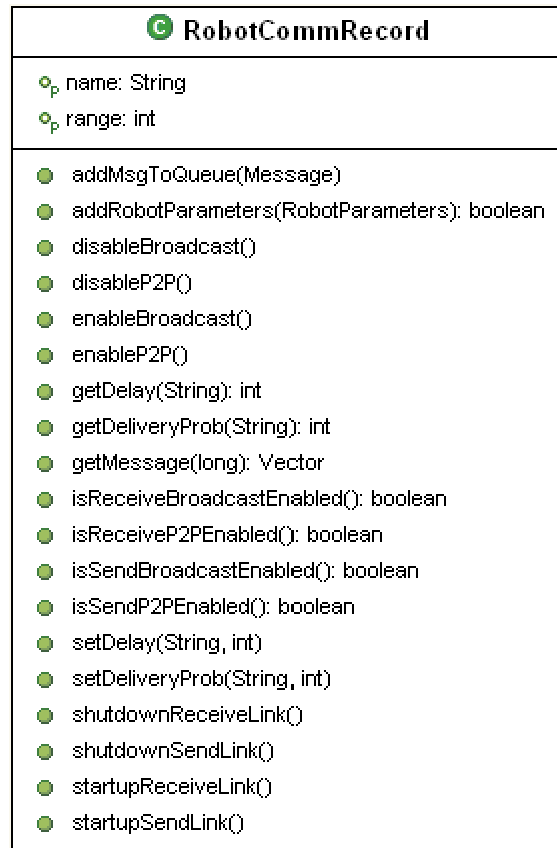 C RobotCommRecord
p name: String
p range: int
addMsgToQueue(Message)
addRobotParameters(RobotParameters): boolean
disableBroadcast()
disableP2P()
enableBroadcast()
enableP2P()
getDelay(String): int
getDeliveryProb(String): int
getMessage(long): Vector
isReceiveBroadcastEnabled(): boolean
isReceiveP2PEnabled(): boolean
isSendBroadcastEnabled(): boolean
isSendP2PEnabled(): boolean
setDelay(String, int)
setDeliveryProb(String, int)
shutdownReceiveLink()
shutdownSendLink()
startupReceiveLink()
startupSendLink()